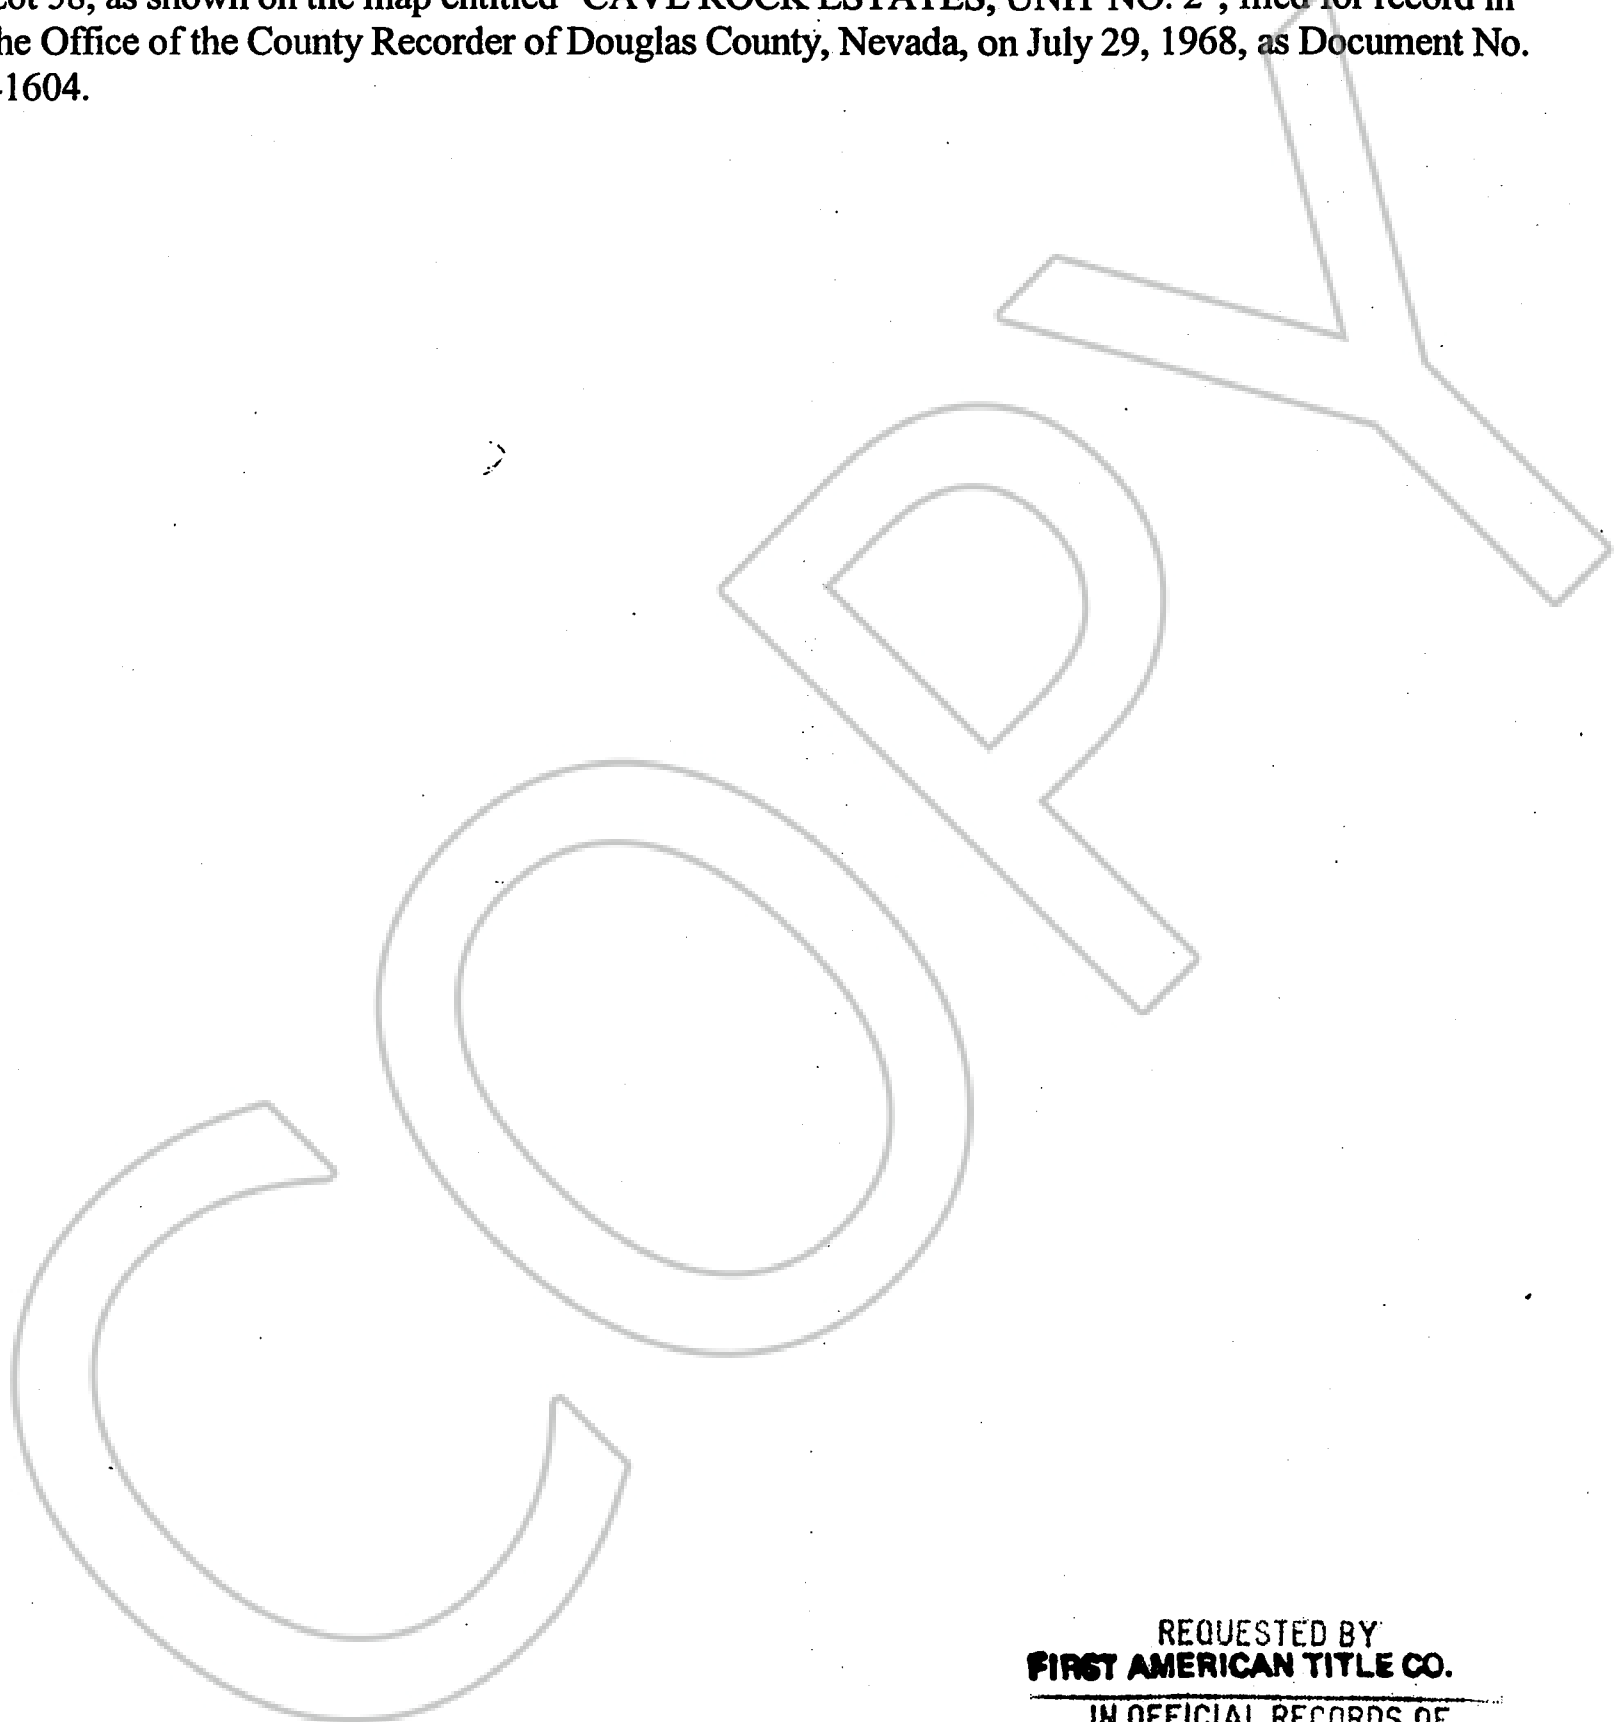 as shown on the map entitled "CAVE ROCK ESTATES, UNIT NO. 2", filed for record in
he Office of the County Recorder of Douglas County, Nevada, on July 29, 1968, as Document No.
1604.
COPY
REQUESTED BY
FIRST AMERICAN TITLE CO.
IN OFFICIAL RECORDS OF